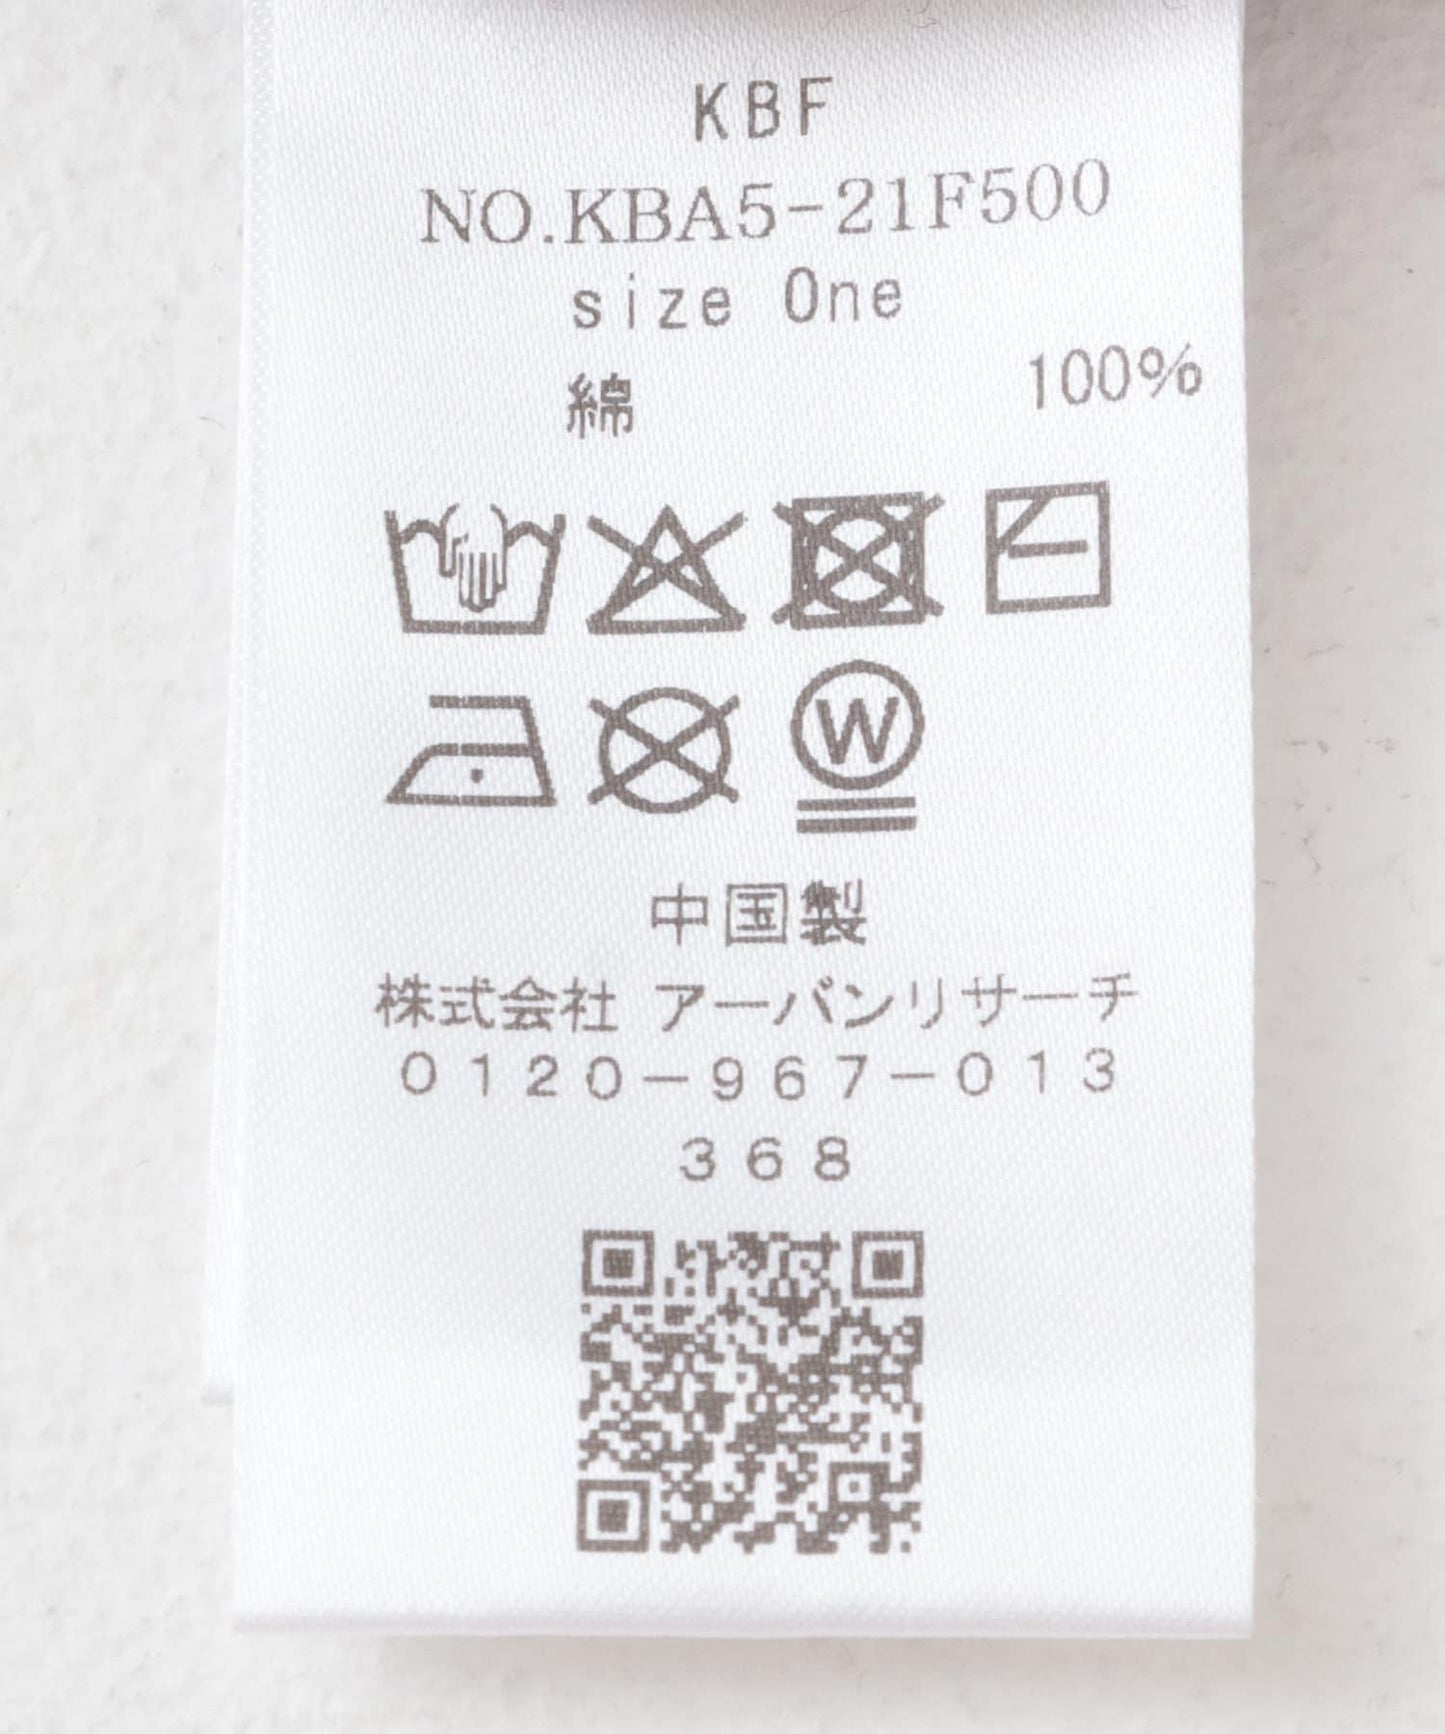 KBF
NO.KBA5-21F500
size One
綿 100%
W
中国製
株式会社 アーバンリサーチ
0120-967-013
368